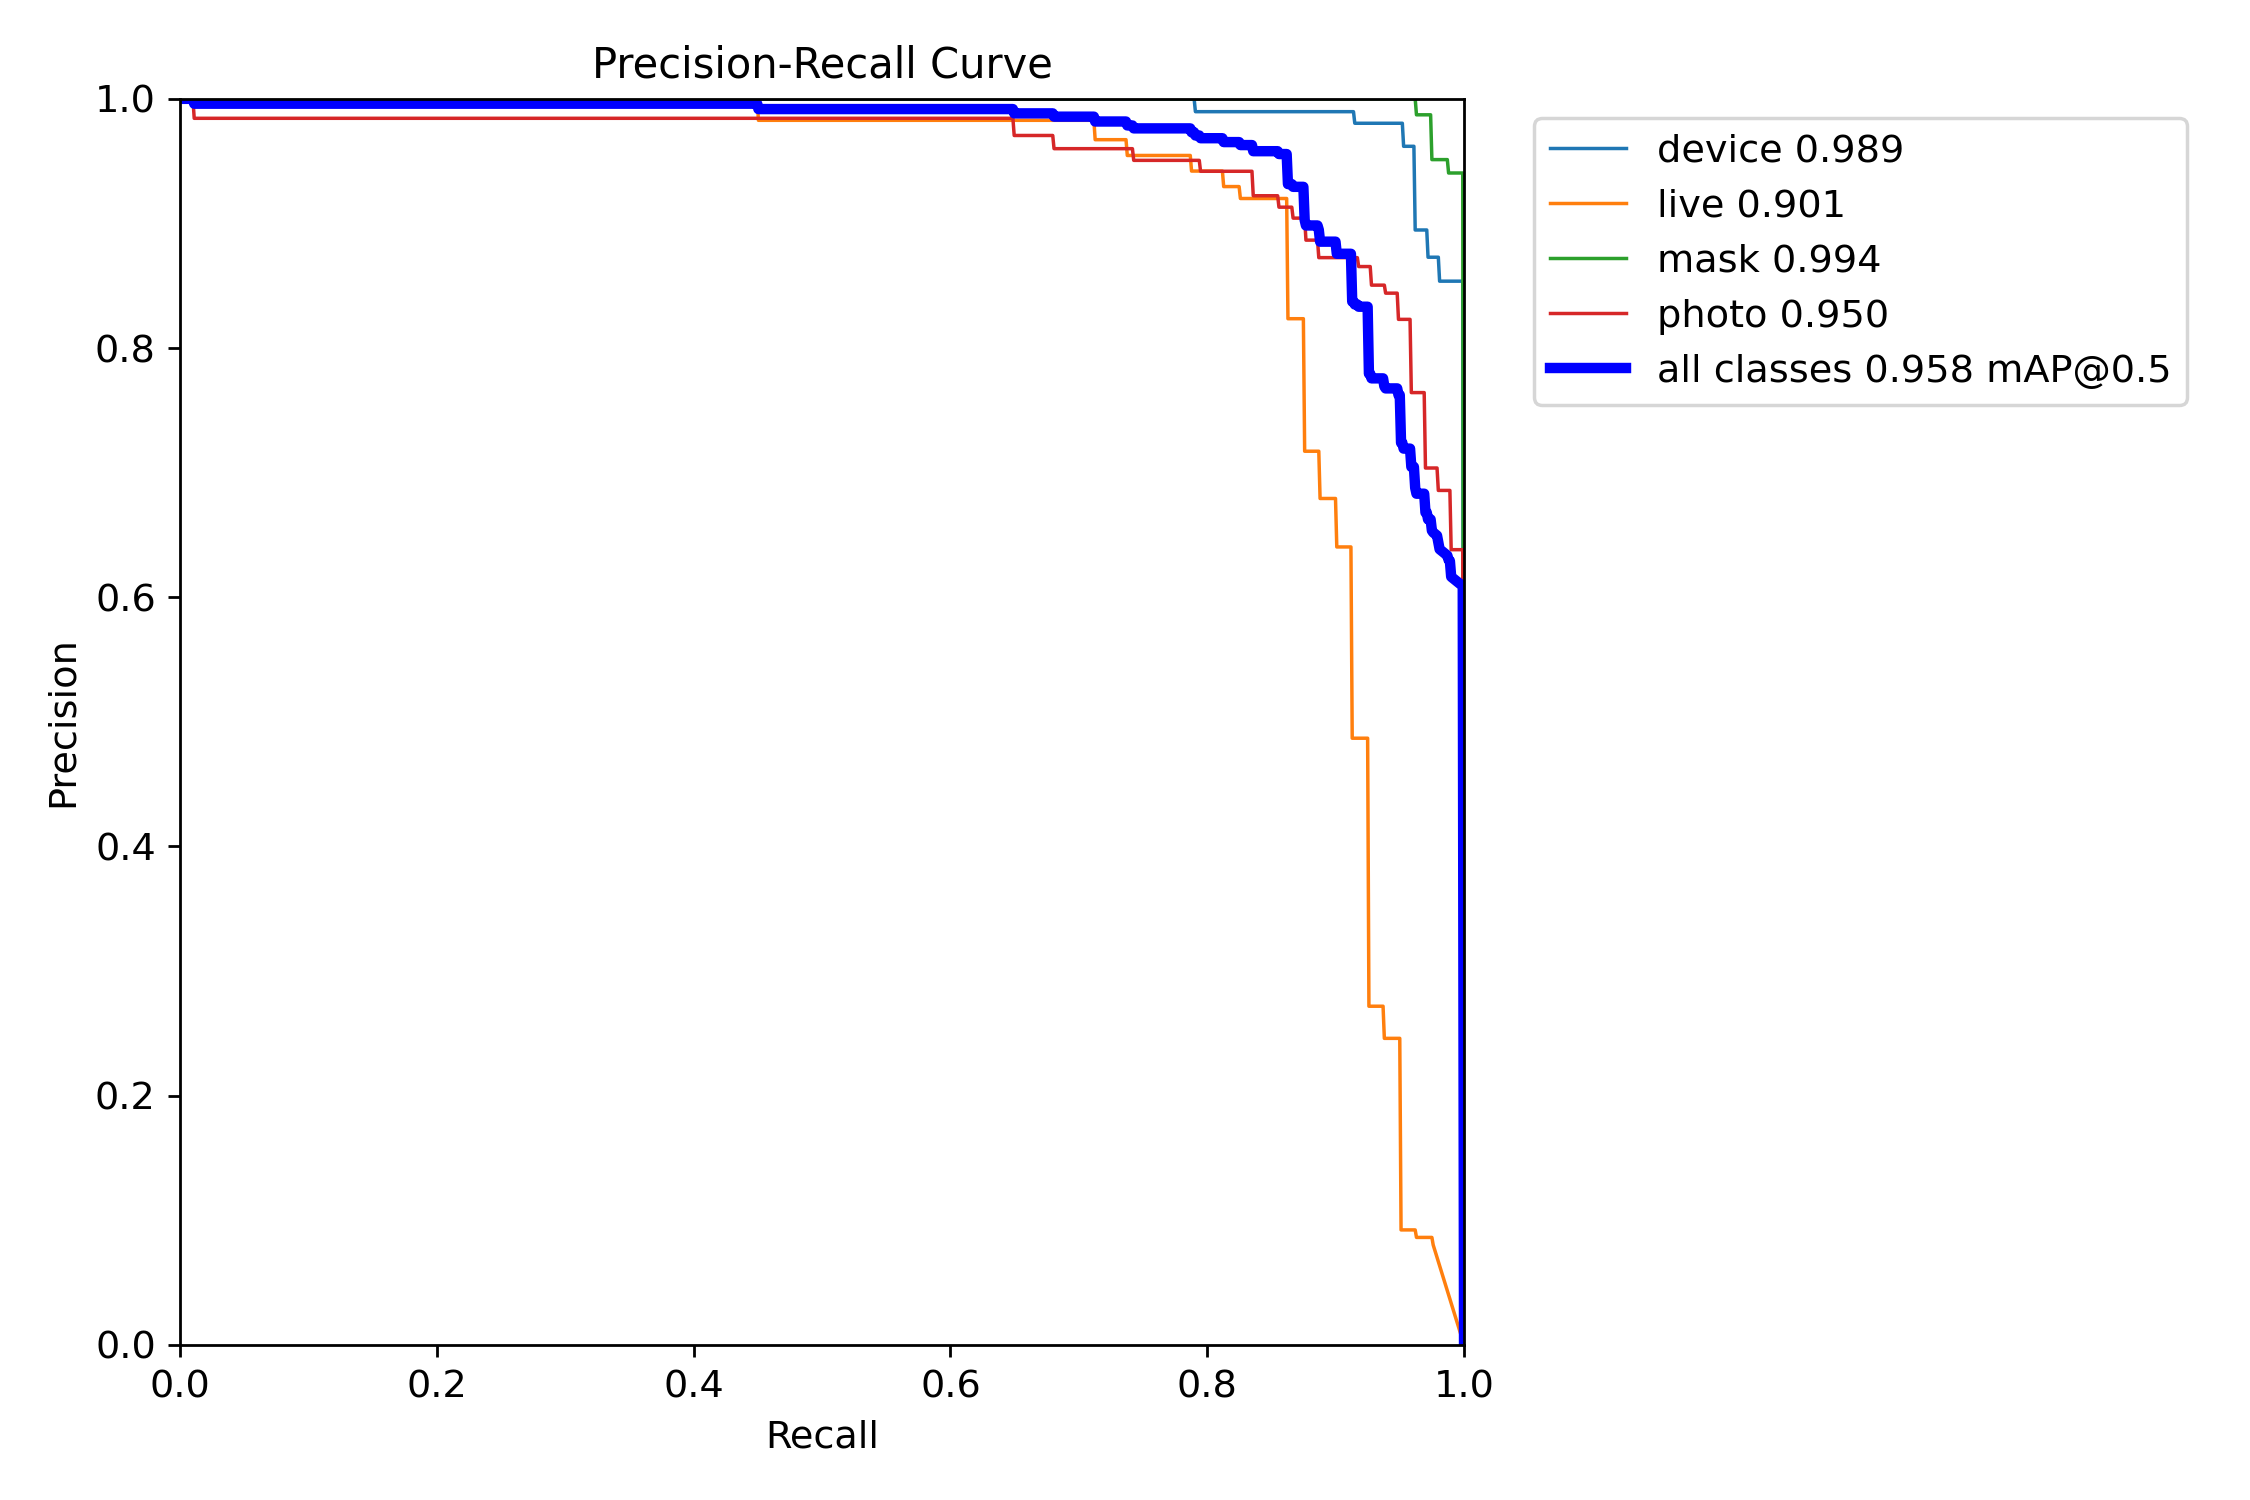 Precision-Recall Curve
1.0
0.8
0.6
0.4
0.2
0.0
Precision
0.0 0.2 0.4 0.6 0.8 1.0
Recall
device 0.989
live 0.901
mask 0.994
photo 0.950
all classes 0.958 mAP@0.5